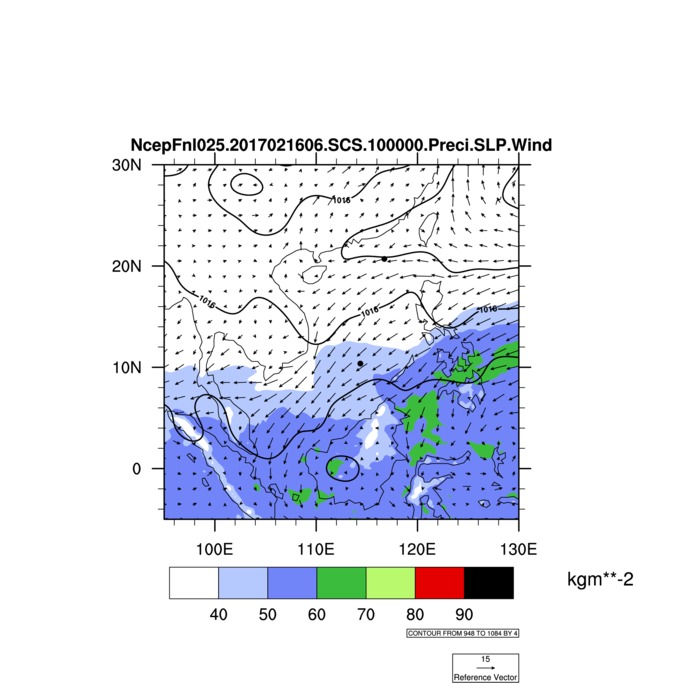 NcepFnl025.2017021606.SCS.100000.Preci.SLP.Wind
30N
20N
10N
0
1016
1016
1016
1016
100E
110E
120E
130E
40
50
60
70
80
90
kgm**-2
CONTOUR FROM 948 TO 1084 BY 4
15
Reference Vector